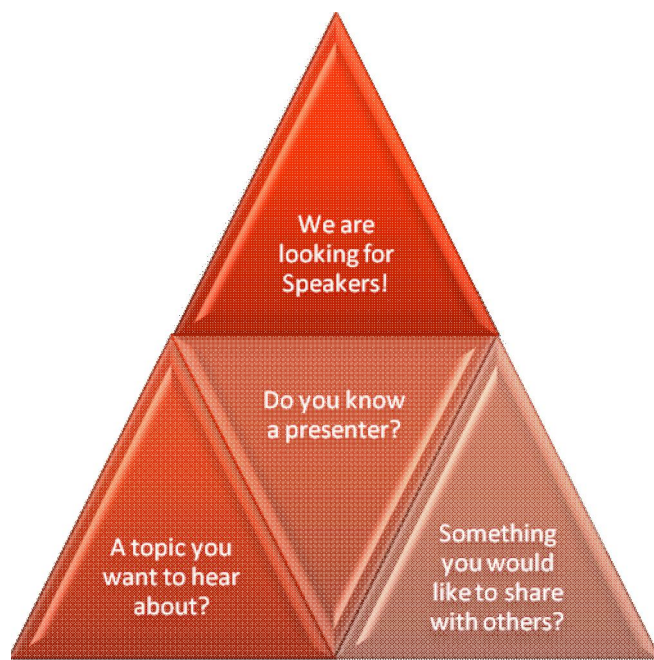 We are
looking for
Speakers!
Do you know
a presenter?
A topic you
want to hear
about?
Something
you would
like to share
with others?